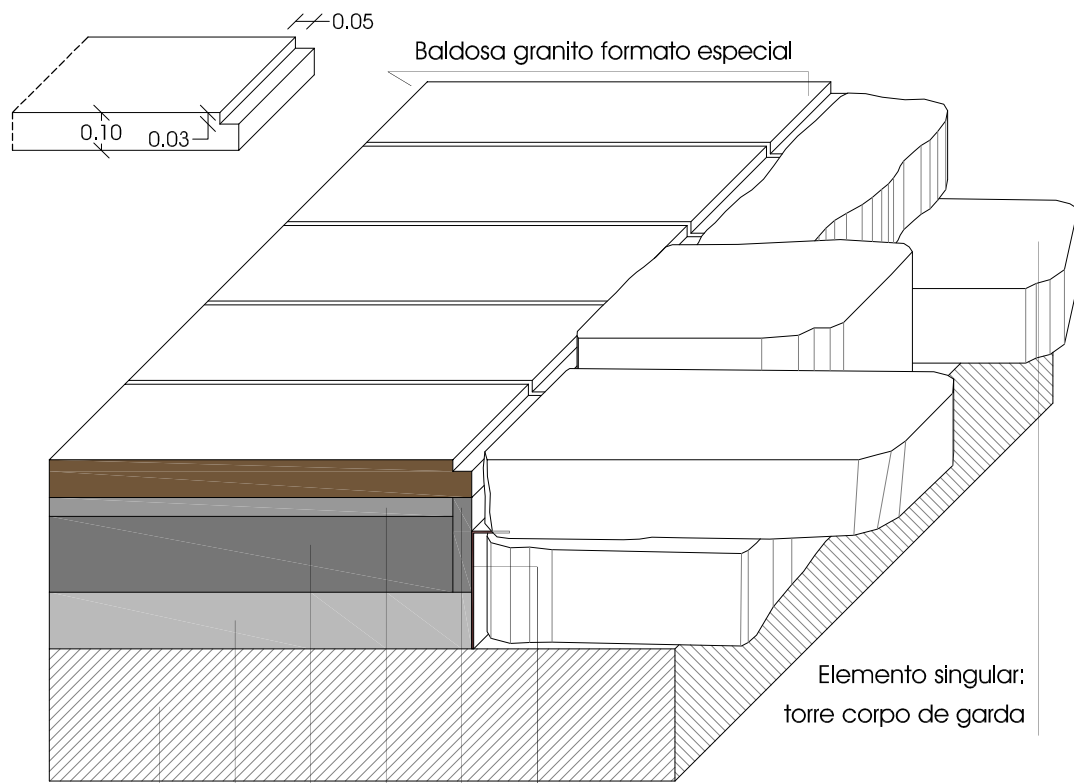 0.05
Baldosa granito formato especial
0.10
0.03
Elemento singular:
torre corpo de garda